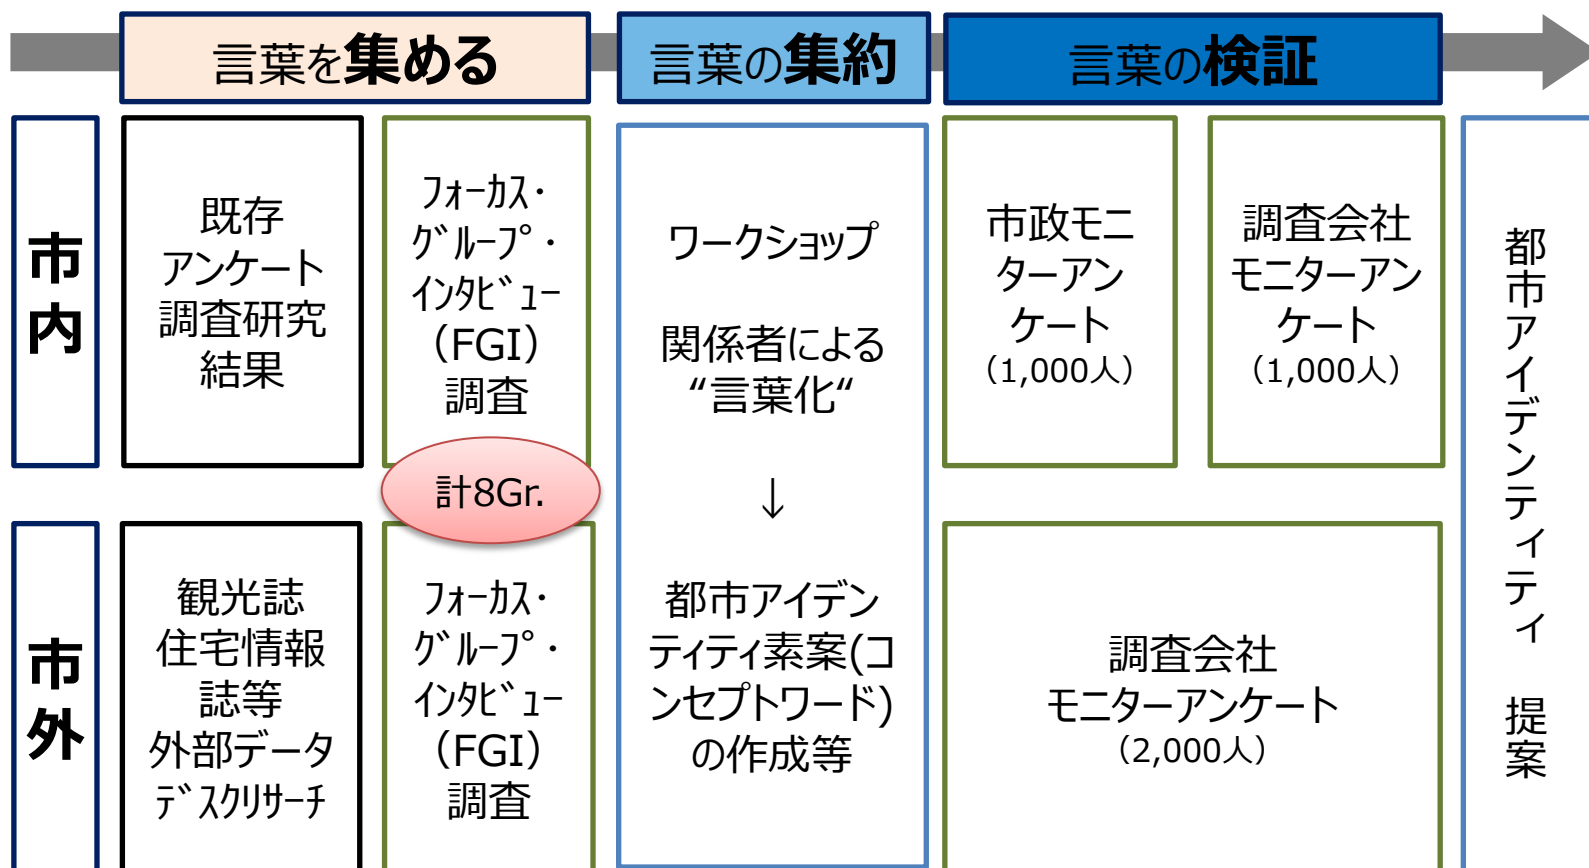 言葉を集める
言葉の集約
言葉の検証
市
内
既存
アンケート
調査研究
結果
ﾌｫｰｶｽ・
ｸﾞﾙｰﾌﾟ・
ｲﾝﾀﾋﾞｭｰ
（FGI）
調査
計8Gr.
市
外
観光誌
住宅情報
誌等
外部データ
ﾃﾞｽｸﾘｻｰﾁ
ﾌｫｰｶｽ・
ｸﾞﾙｰﾌﾟ・
ｲﾝﾀﾋﾞｭｰ
（FGI）
調査
ワークショップ
関係者による
“言葉化“
↓
都市アイデン
ティティ素案(コ
ンセプトワード)
の作成等
市政モニ
ターアン
ケート
（1,000人）
調査会社
モニターアン
ケート
（1,000人）
調査会社
モニターアンケート
（2,000人）
都市アイデンティティ　提案